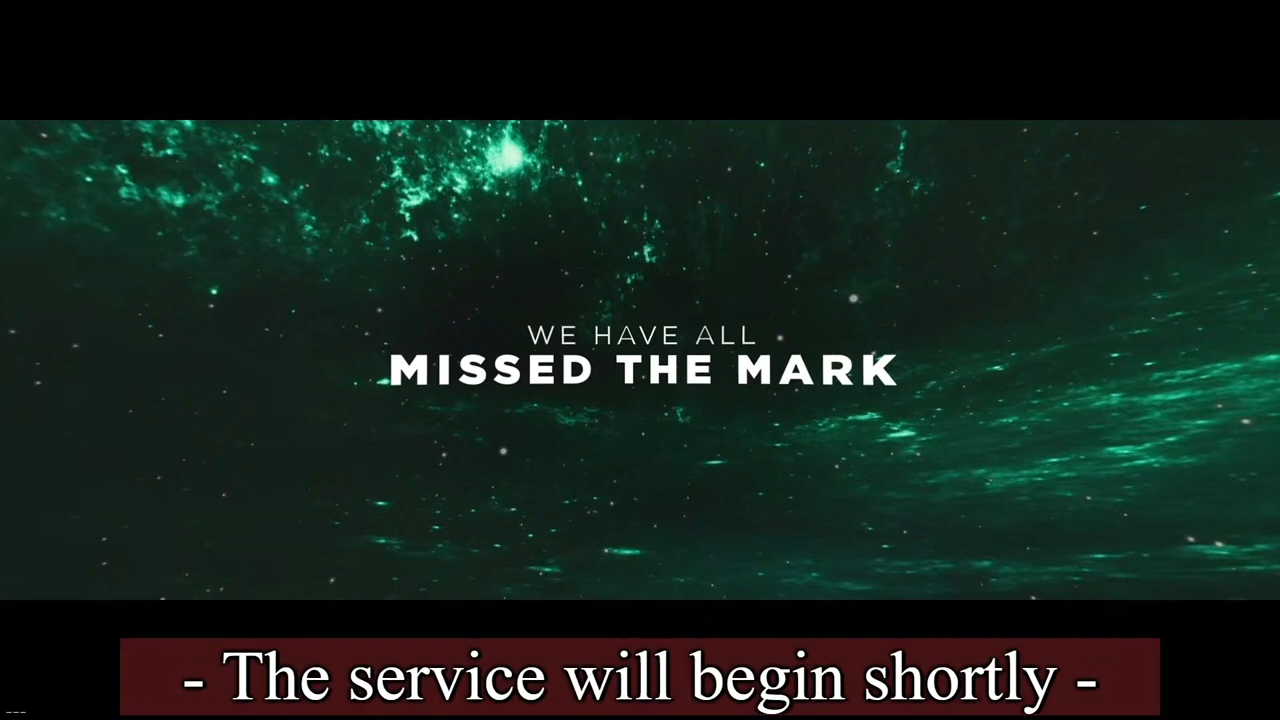 WE HAVE ALL
MISSED THE MARK
- The service will begin shortly -